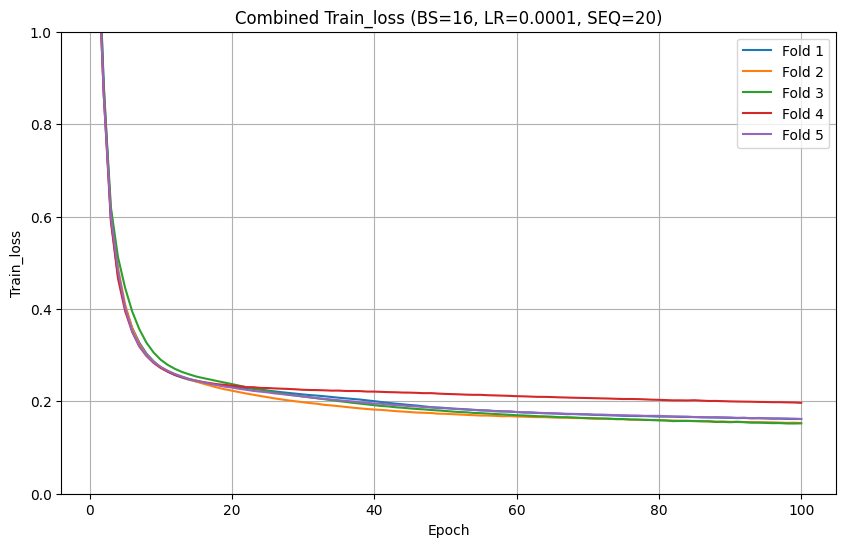 Combined Train_loss (BS=16, LR=0.0001, SEQ=20)
Train_loss
1.0
0.8
0.6
0.4
0.2
0.0
0
20
40
60
80
100
Epoch
Fold 1
Fold 2
Fold 3
Fold 4
Fold 5